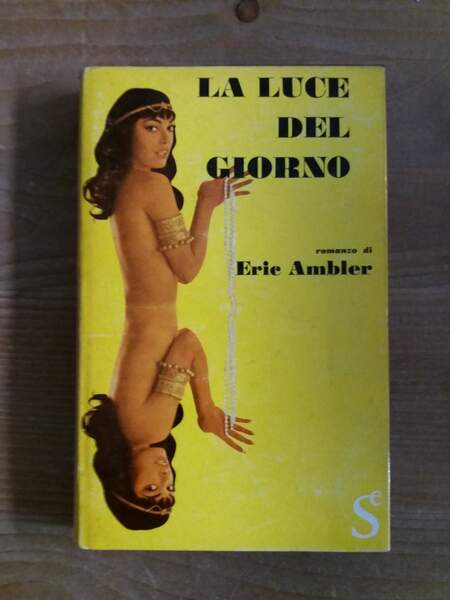 LA LUCE
DEL
GIORNO
romanzo di
Eric Ambler
Se